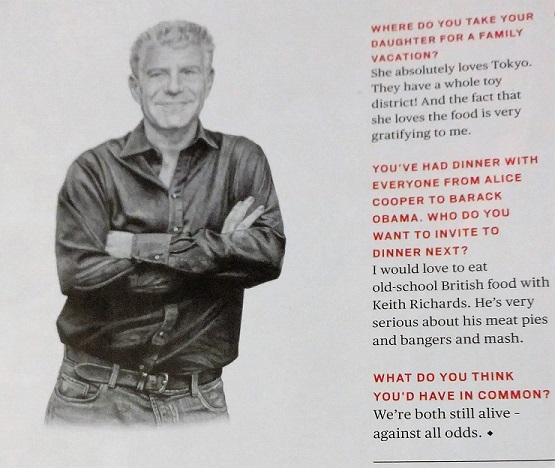 WHERE DO YOU TAKE YOUR
DAUGHTER FOR A FAMILY
VACATION?
She absolutely loves Tokyo.
They have a whole toy
district! And the fact that
she loves the food is very
gratifying to me.
YOU'VE HAD DINNER WITH
EVERYONE FROM ALICE
COOPER TO BARACK
OBAMA. WHO DO YOU
WANT TO INVITE TO
DINNER NEXT?
I would love to eat
old-school British food with
Keith Richards. He's very
serious about his meat pies
and bangers and mash.
WHAT DO YOU THINK
YOU'D HAVE IN COMMON?
We're both still alive –
against all odds. ◆